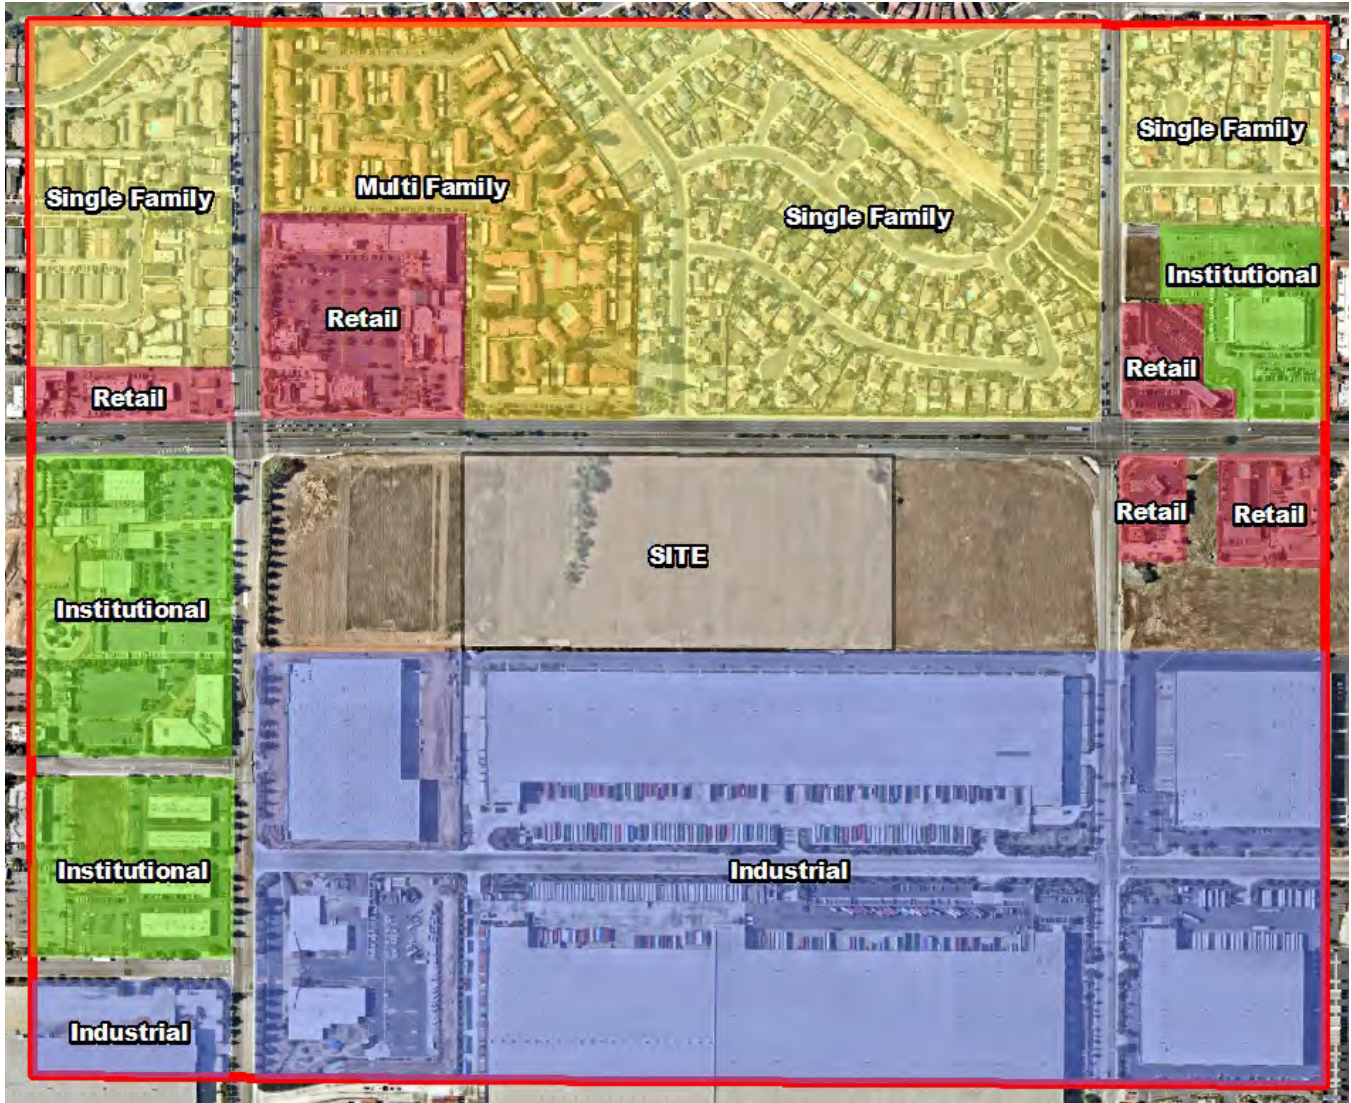 Single Family
Multi Family
Single Family
Single Family
Institutional
Retail
Retail
Retail
Retail
Retail
SITE
Institutional
Institutional
Industrial
Industrial